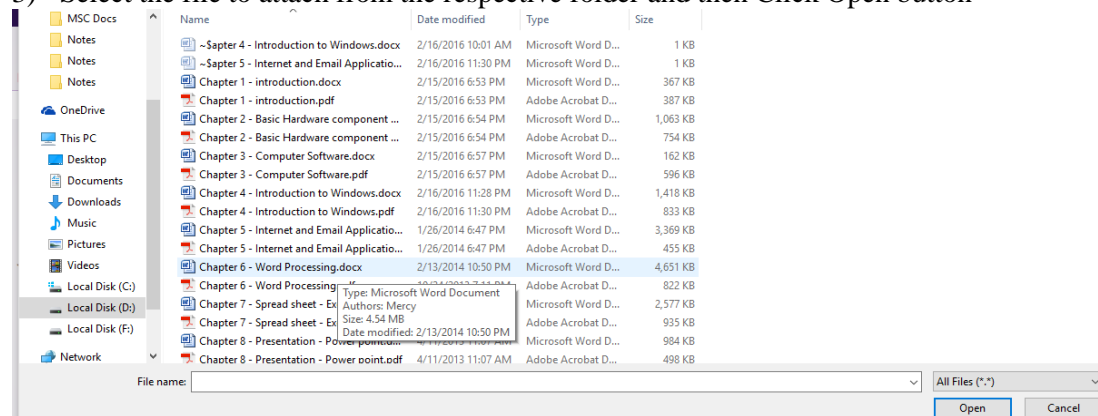 Select the file to attach from the respective folder and then Click Open button
MSC Docs
Notes
Notes
Notes
OneDrive
This PC
Desktop
Documents
Downloads
Music
Pictures
Videos
Local Disk (C:)
Local Disk (D:)
Local Disk (F:)
Network
Name Date modified Type Size
~$apter 4 - Introduction to Windows.docx 2/16/2016 10:01 AM Microsoft Word D... 1 KB
~$apter 5 - Internet and Email Applicatio... 2/16/2016 11:30 PM Microsoft Word D... 1 KB
Chapter 1 - introduction.docx 2/15/2016 6:53 PM Microsoft Word D... 367 KB
Chapter 1 - introduction.pdf 2/15/2016 6:53 PM Adobe Acrobat D... 387 KB
Chapter 2 - Basic Hardware component ... 2/15/2016 6:54 PM Microsoft Word D... 1,063 KB
Chapter 2 - Basic Hardware component ... 2/15/2016 6:54 PM Adobe Acrobat D... 754 KB
Chapter 3 - Computer Software.docx 2/15/2016 6:57 PM Microsoft Word D... 162 KB
Chapter 3 - Computer Software.pdf 2/15/2016 6:57 PM Adobe Acrobat D... 596 KB
Chapter 4 - Introduction to Windows.docx 2/16/2016 11:28 PM Microsoft Word D... 1,418 KB
Chapter 4 - Introduction to Windows.pdf 2/16/2016 11:30 PM Adobe Acrobat D... 833 KB
Chapter 5 - Internet and Email Applicatio... 1/26/2014 6:47 PM Microsoft Word D... 3,369 KB
Chapter 5 - Internet and Email Applicatio... 1/26/2014 6:47 PM Adobe Acrobat D... 455 KB
Chapter 6 - Word Processing.docx 2/13/2014 10:50 PM Microsoft Word D... 4,651 KB
Chapter 6 - Word Processing Adobe Acrobat D... 822 KB
Chapter 7 - Spread sheet - Ex Microsoft Word D... 2,577 KB
Chapter 7 - Spread sheet - Ex Adobe Acrobat D... 935 KB
Chapter 8 - Presentation - Power point.d... 4/11/2013 11:07 AM Microsoft Word D... 984 KB
Chapter 8 - Presentation - Power point.pdf 4/11/2013 11:07 AM Adobe Acrobat D... 498 KB
Type: Microsoft Word Document
Authors: Mercy
Size: 4.54 MB
Date modified: 2/13/2014 10:50 PM
File name:
All Files (*.*)
Open Cancel